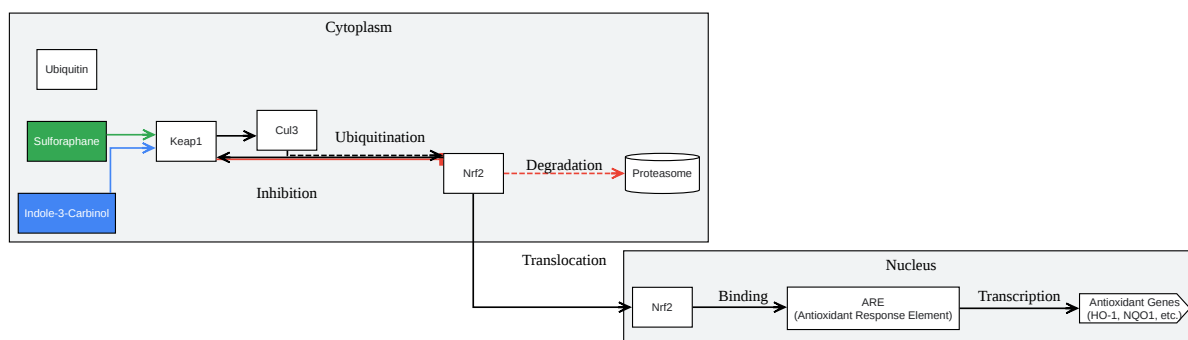 Cytoplasm
Ubiquitin
Sulforaphane
Keap1
Cul3
Ubiquitination
Nrf2
Degradation
Proteasome
Inhibition
Indole-3-Carbinol
Translocation
Nucleus
Nrf2
Binding
ARE
(Antioxidant Response Element)
Transcription
Antioxidant Genes
(HO-1, NQO1, etc.)